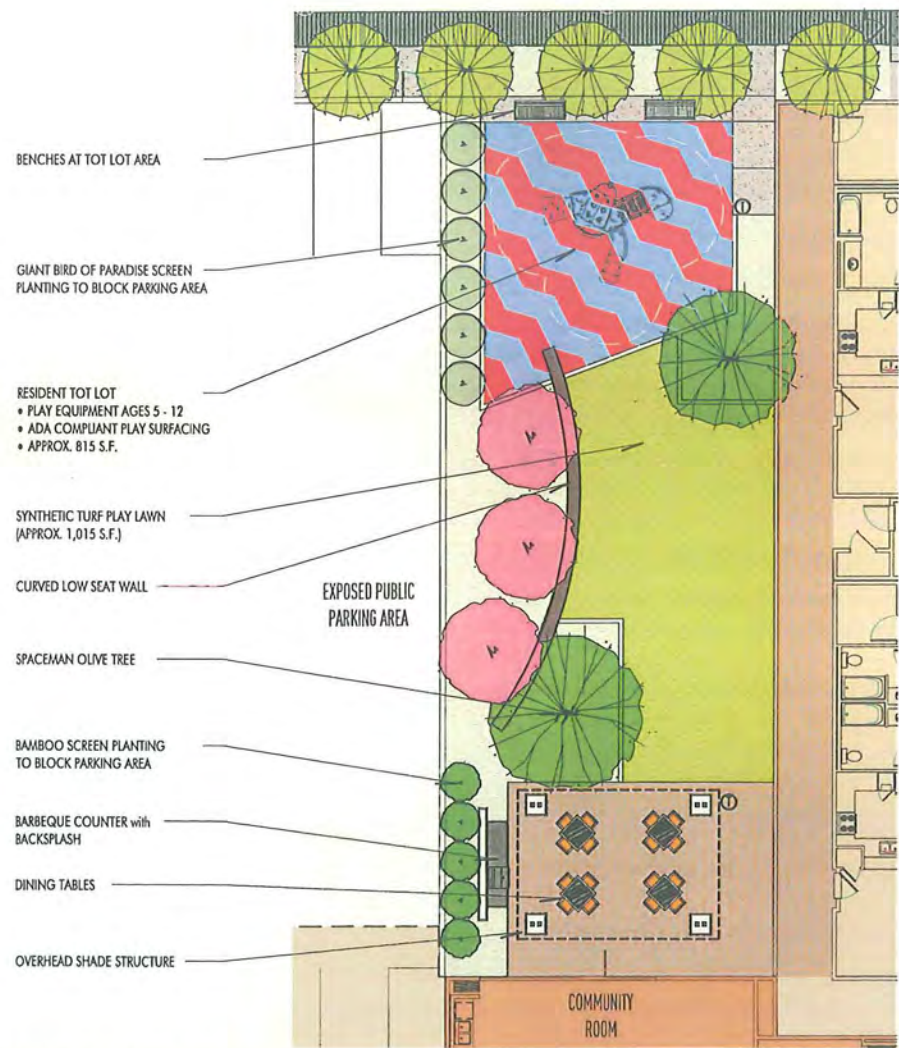 BENCHES AT TOT LOT AREA
GIANT BIRD OF PARADISE SCREEN
PLANTING TO BLOCK PARKING AREA
RESIDENT TOT LOT
• PLAY EQUIPMENT AGES 5 - 12
• ADA COMPLIANT PLAY SURFACING
• APPROX. 815 S.F.
SYNTHETIC TURF PLAY LAWN
(APPROX. 1,015 S.F.)
CURVED LOW SEAT WALL
EXPOSED PUBLIC
PARKING AREA
SPACEMAN OLIVE TREE
BAMBOO SCREEN PLANTING
TO BLOCK PARKING AREA
BARBEQUE COUNTER with
BACKSPLASH
DINING TABLES
OVERHEAD SHADE STRUCTURE
COMMUNITY
ROOM